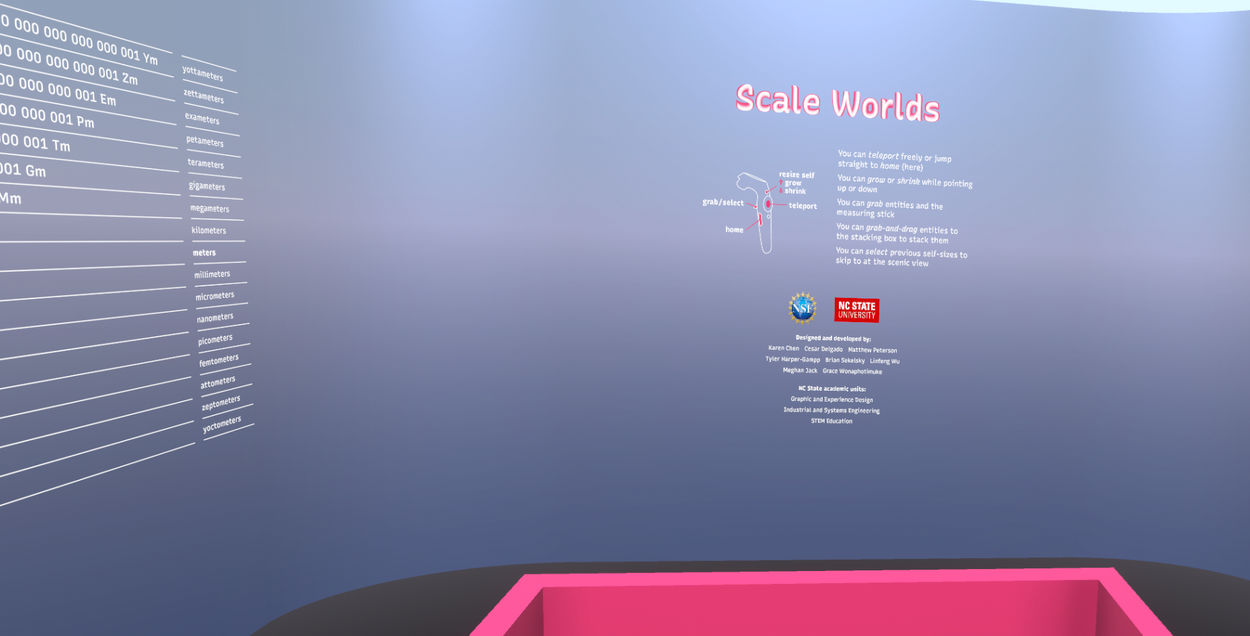 0 000 000 000 000 001 Ym
00 000 000 000 001 Zm
00 000 000 001 Em
00 000 001 Pm
00 001 Tm
001 Gm
Mm
yottameters
zettameters
exameters
petameters
terameters
gigameters
megameters
kilometers
meters
millimeters
micrometers
nanometers
picometers
femtometers
attometers
zeptometers
yoctometers
Scale Worlds
resize self
grow
shrink
grab/select
teleport
home
You can teleport freely or jump
straight to home (here)
You can grow or shrink while pointing
up or down
You can grab entities and the
measuring stick
You can grab-and-drag entities to
the stacking box to stack them
You can select previous self-sizes to
skip to at the scenic view
NSF
NC STATE
UNIVERSITY
Designed and developed by:
Karen Chen Cesar Delgado Matthew Peterson
Tyler Harper-Gampp Brian Sekelsky Linfeng Wu
Meghan Jack Grace Wonaphotimuke
NC State academic units:
Graphic and Experience Design
Industrial and Systems Engineering
STEM Education